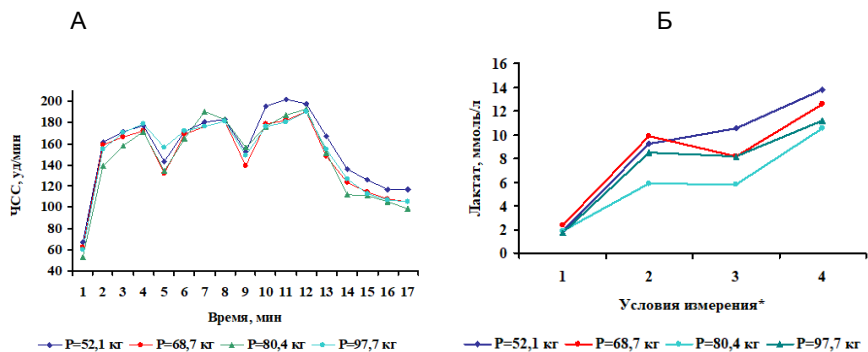 А
ЧСС, уд/мин
200
180
160
140
120
100
80
60
40
1 2 3 4 5 6 7 8 9 10 11 12 13 14 15 16 17
Время, мин
P=52,1 кг P=68,7 кг P=80,4 кг P=97,7 кг
Б
Лактат, ммоль/л
16
14
12
10
8
6
4
2
0
1 2 3 4
Условия измерения*
P=52,1 кг P=68,7 кг P=80,4 кг P=97,7 кг